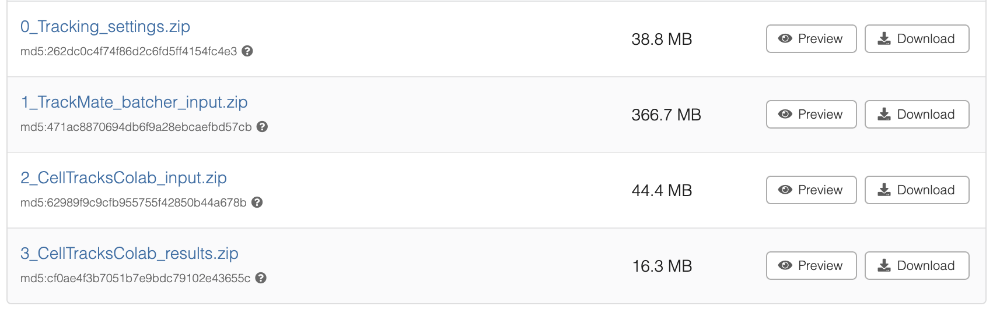 0_Tracking_settings.zip
38.8 MB
Preview
Download
md5:262dc0c4f74f86d2c6fd5ff4154fc4e3
1_TrackMate_batcher_input.zip
366.7 MB
Preview
Download
md5:471ac8870694db6f9a28ebcaefbd57cb
2_CellTracksColab_input.zip
44.4 MB
Preview
Download
md5:62989f9c9cfb955755f42850b44a678b
3_CellTracksColab_results.zip
16.3 MB
Preview
Download
md5:cf0ae4f3b7051b7e9bdc79102e43655c